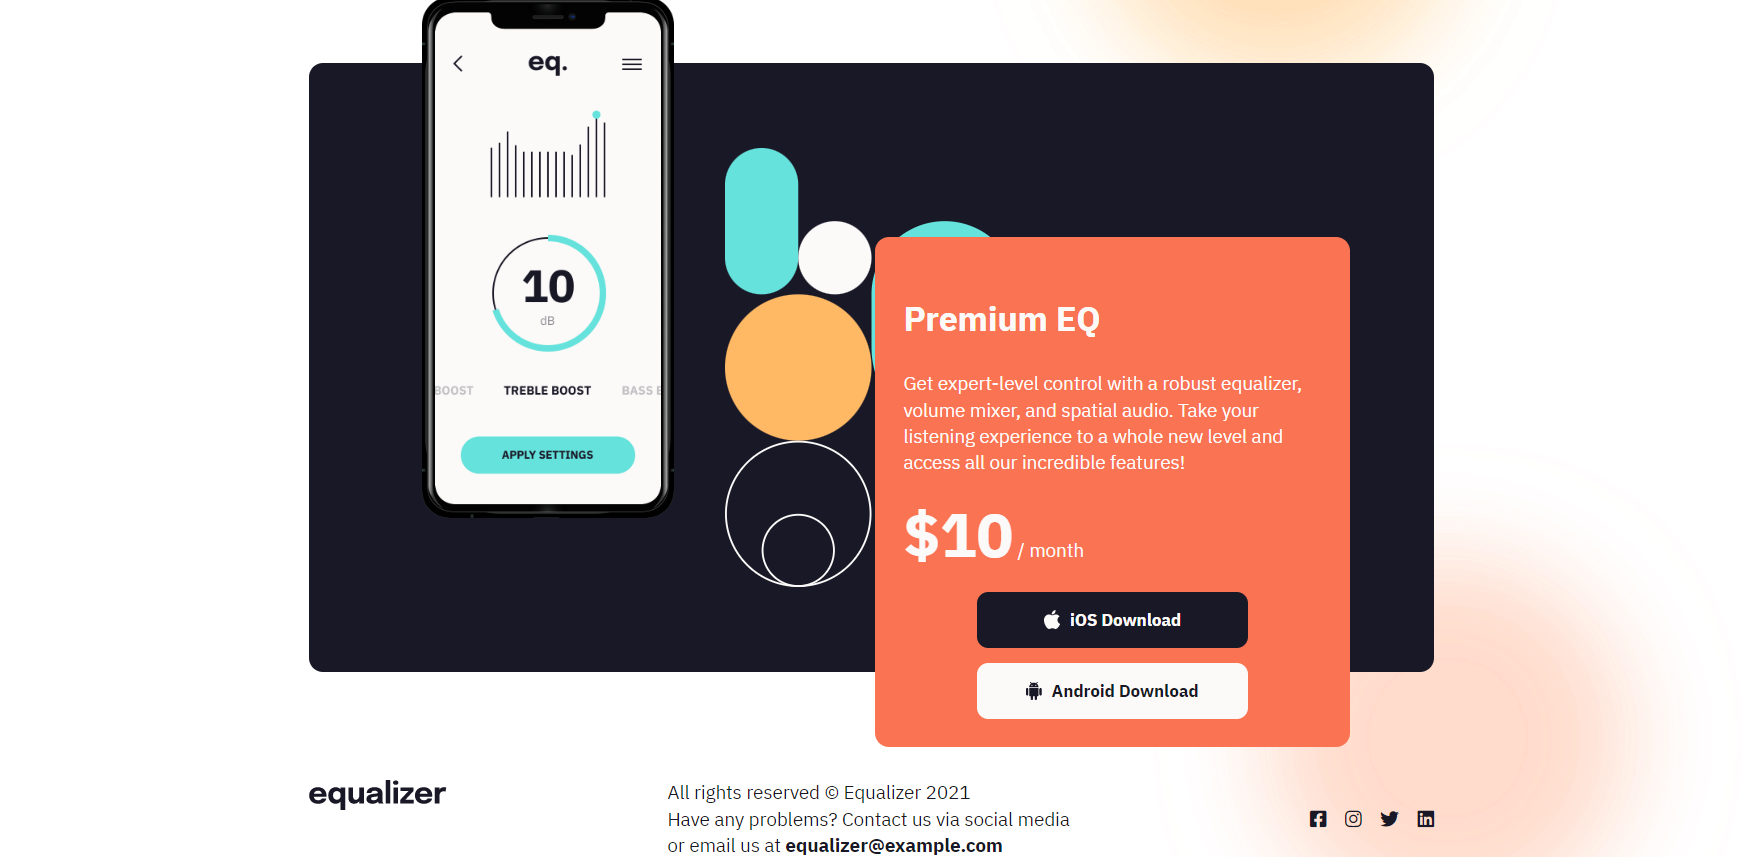 eq.
10
dB
BOOST TREBLE BOOST BASS
APPLY SETTINGS
Premium EQ
Get expert-level control with a robust equalizer,
volume mixer, and spatial audio. Take your
listening experience to a whole new level and
access all our incredible features!
$10 / month
iOS Download
Android Download
equalizer
All rights reserved © Equalizer 2021
Have any problems? Contact us via social media
or email us at equalizer@example.com